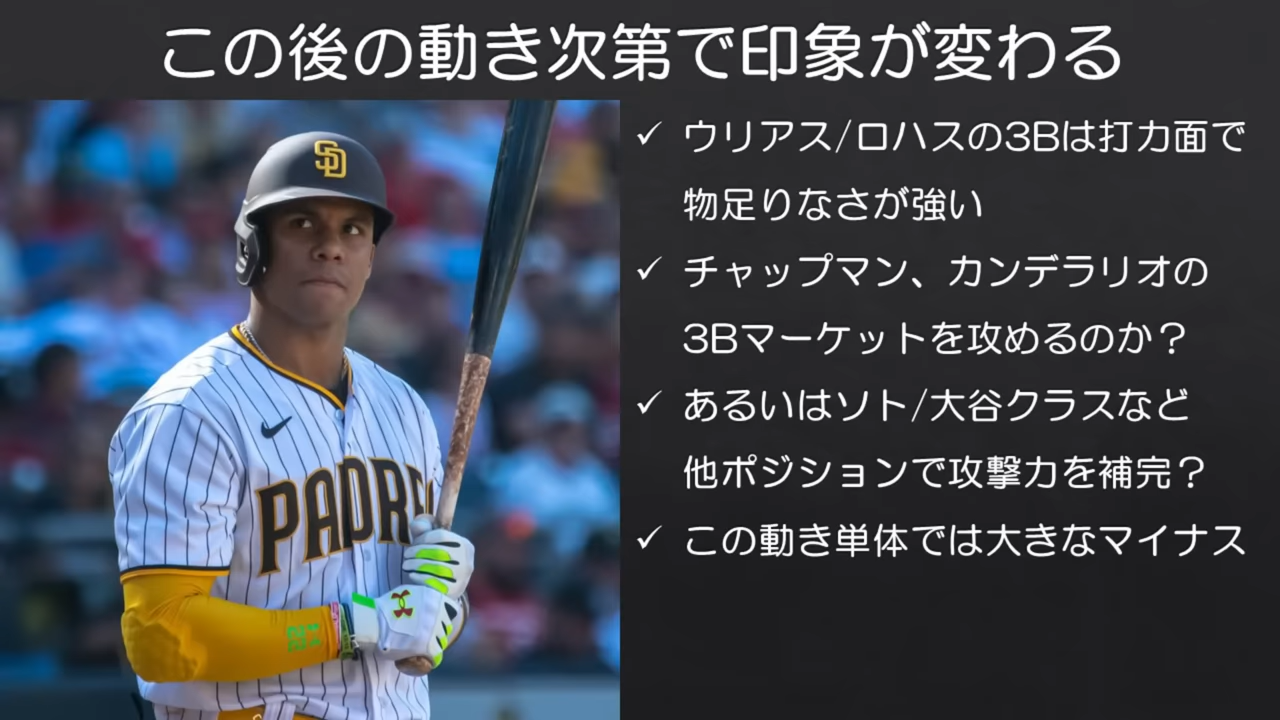 この後の動き次第で印象が変わる
ウリアス/ロハスの3Bは打力面で
物足りなさが強い
チャップマン、カンデラリオの
3Bマーケットを攻めるのか？
あるいはソト/大谷クラスなど
他ポジションで攻撃力を補完？
この動き単体では大きなマイナス
SD
PADRE